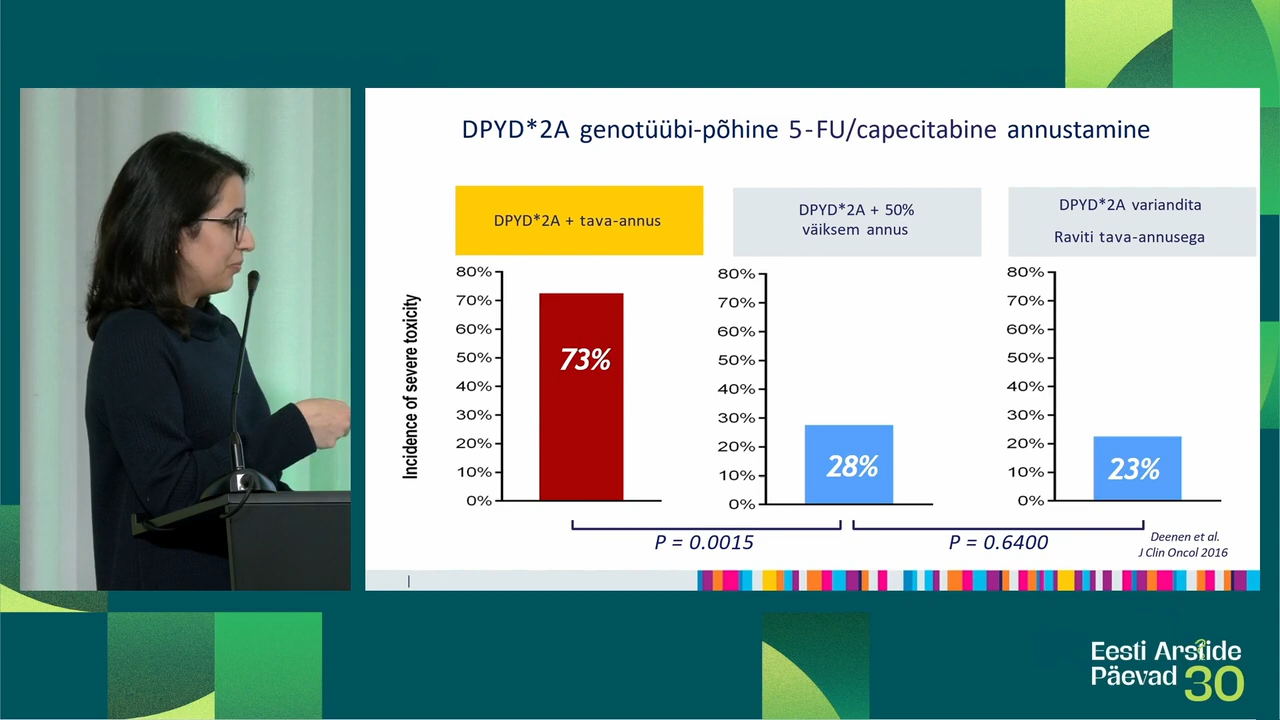 DPYD*2A genotüübi-põhine 5-FU/capecitabine annustamine
DPYD*2A + tava-annus
DPYD*2A + 50%
väiksem annus
DPYD*2A variandita
Raviti tava-annusega
Incidence of severe toxicity
80%
70%
60%
50%
40%
30%
20%
10%
0%
73%
80%
70%
60%
50%
40%
30%
20%
10%
0%
28%
80%
70%
60%
50%
40%
30%
20%
10%
0%
23%
P = 0.0015
P = 0.6400
Deenen et al.
J Clin Oncol 2016
Eesti Arstide
Päevad 30